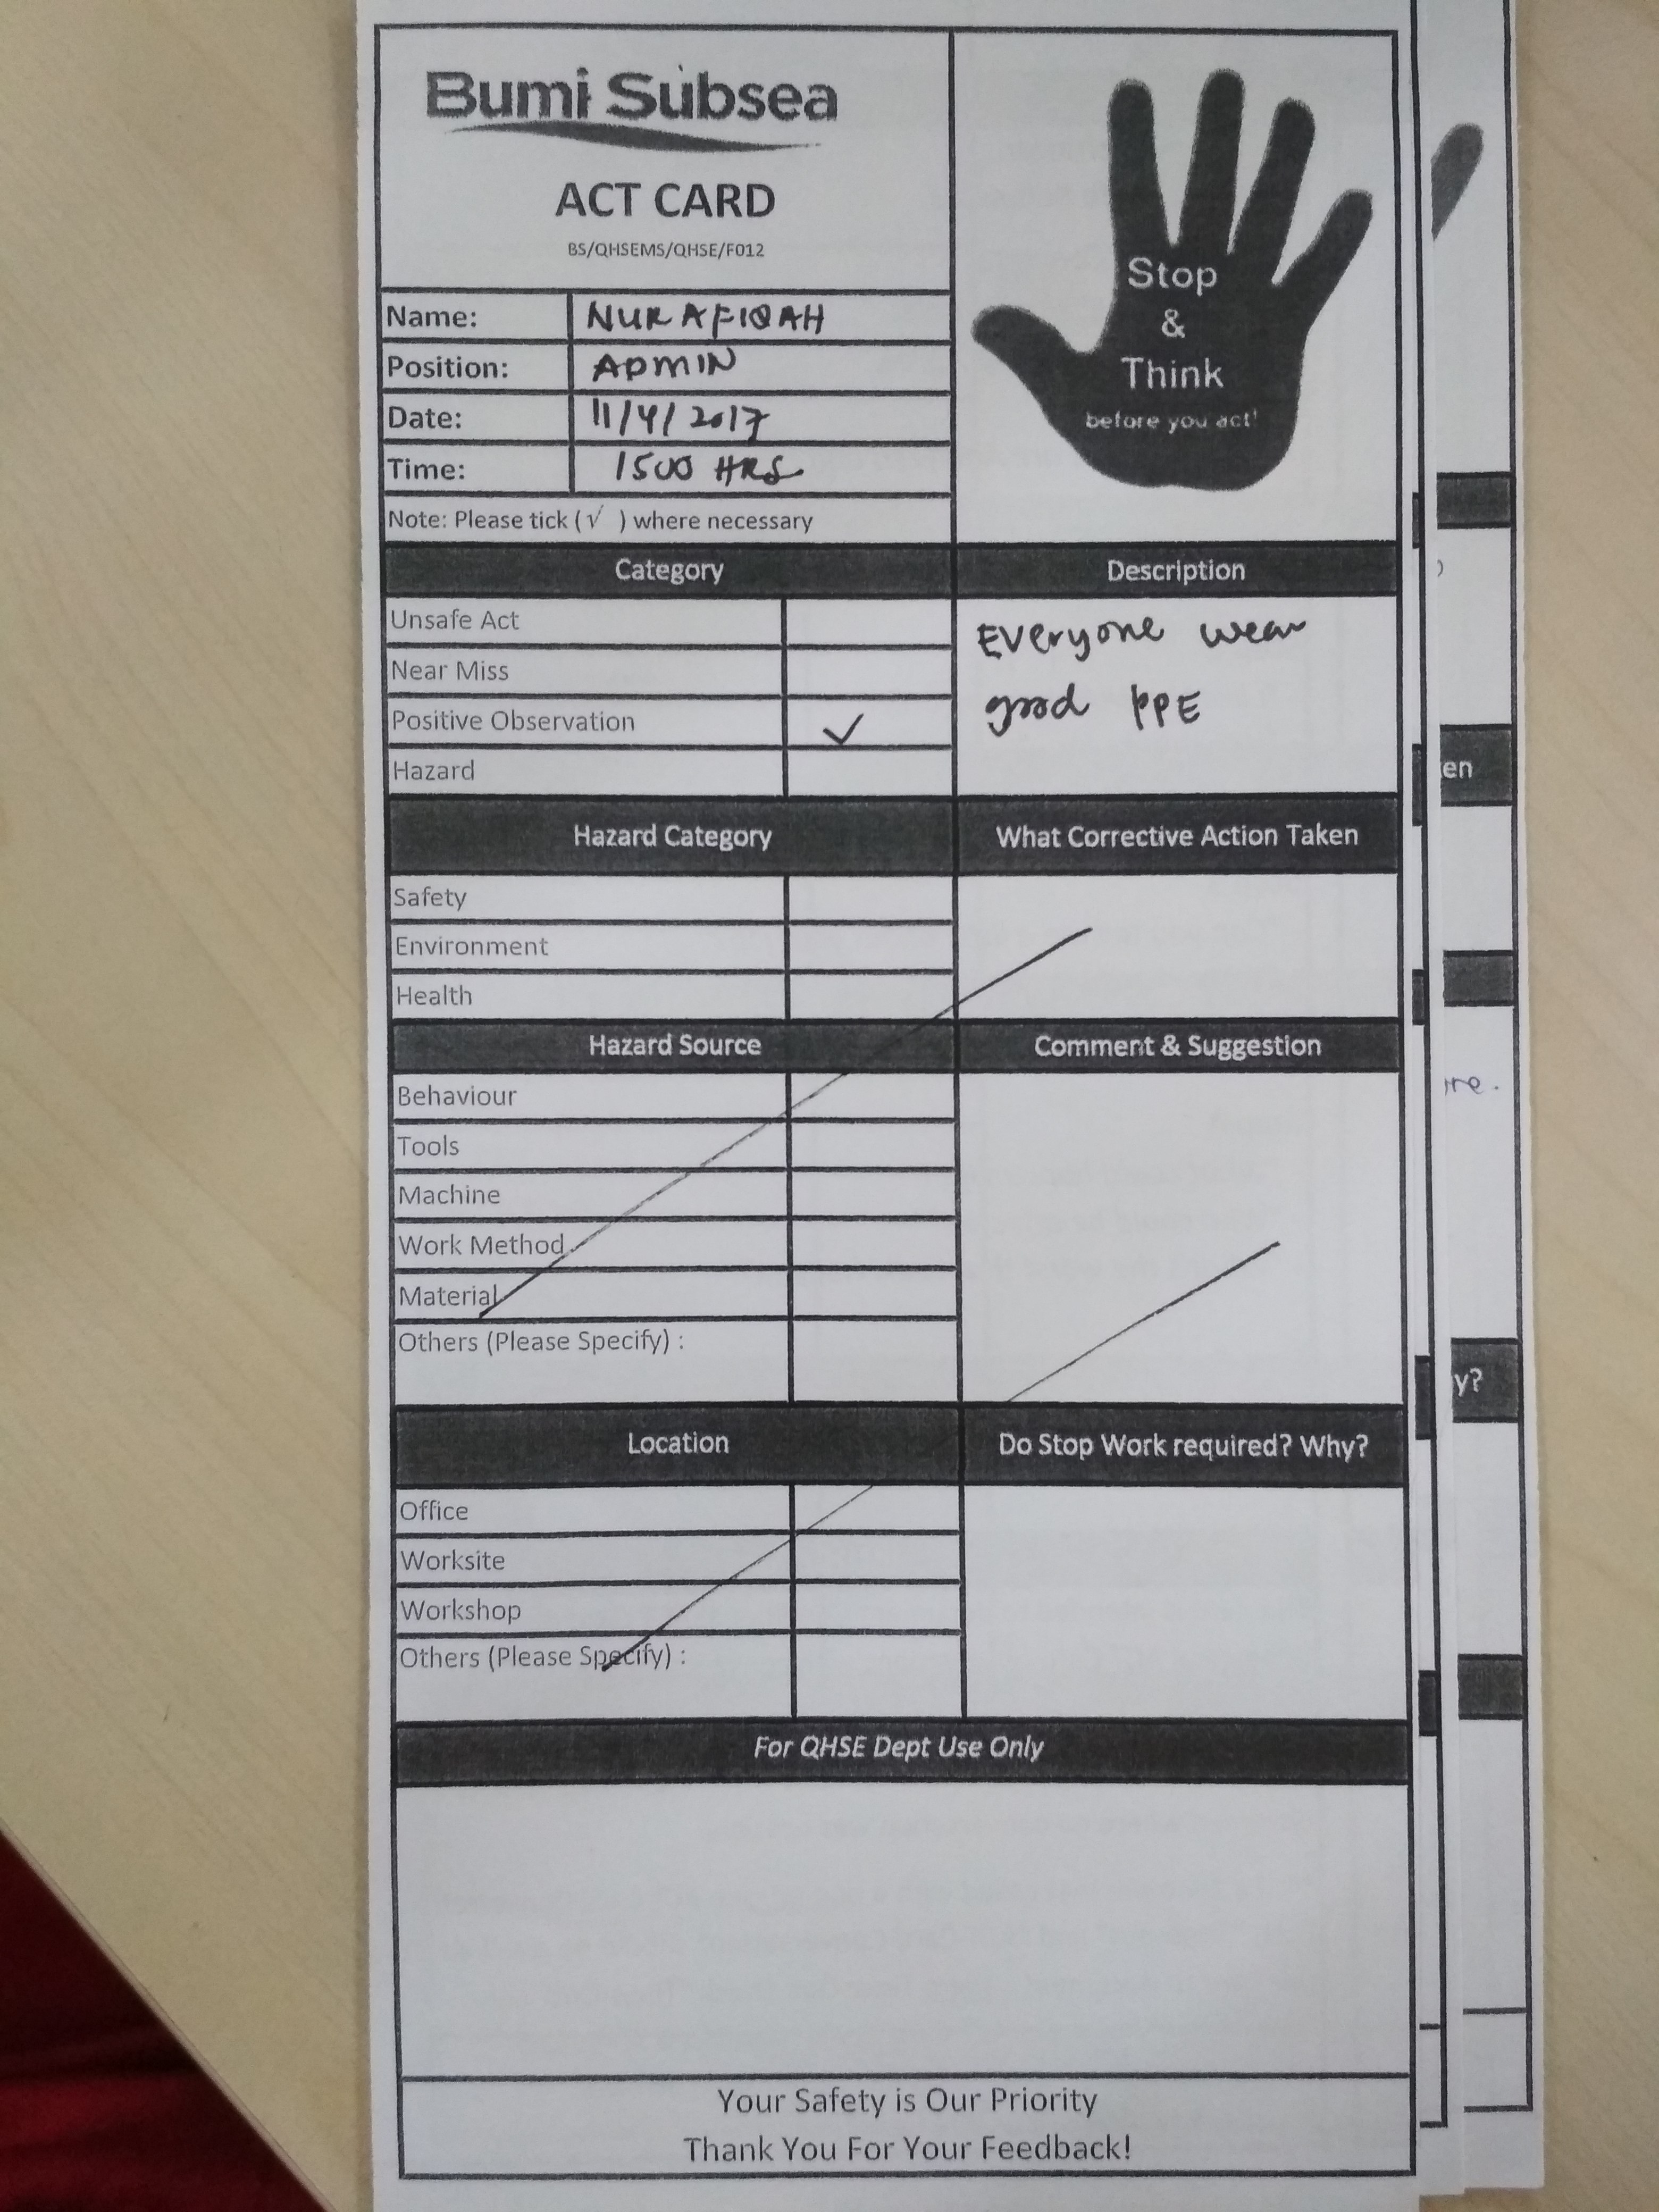 Bumi Subsea
ACT CARD
BS/QHSEMS/QHSE/F012
Stop
&
Think
before you act!
Name: NUR AFIQAH
Position: ADMIN
Date: 11/4/2017
Time: 1500 HRS
Note: Please tick (√ ) where necessary
Category
Description
Unsafe Act
Near Miss
Positive Observation ✓
Hazard
Everyone wear
good PPE
Hazard Category
What Corrective Action Taken
Safety
Environment
Health
Hazard Source
Comment & Suggestion
Behaviour
Tools
Machine
Work Method
Material
Others (Please Specify) :
Location
Do Stop Work required? Why?
Office
Worksite
Workshop
Others (Please Specify) :
For QHSE Dept Use Only
Your Safety is Our Priority
Thank You For Your Feedback!
en
re.
y?